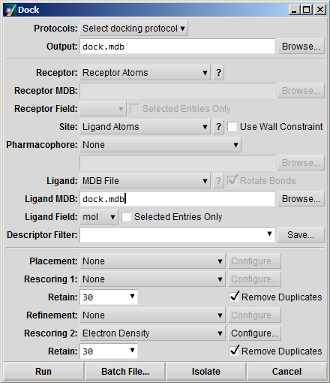 Dock
Protocols: Select docking protocol
Output: dock.mdb Browse...
Receptor: Receptor Atoms ?
Receptor MDB: Browse...
Receptor Field: Selected Entries Only
Site: Ligand Atoms ? Use Wall Constraint
Pharmacophore: None
Browse...
Ligand: MDB File ? Rotate Bonds
Ligand MDB: dock.mdb Browse...
Ligand Field: mol Selected Entries Only
Descriptor Filter: Save...
Placement: None Configure...
Rescoring 1: None Configure...
Retain: 30 Remove Duplicates
Refinement: None Configure...
Rescoring 2: Electron Density Configure...
Retain: 30 Remove Duplicates
Run Batch File... Isolate Cancel